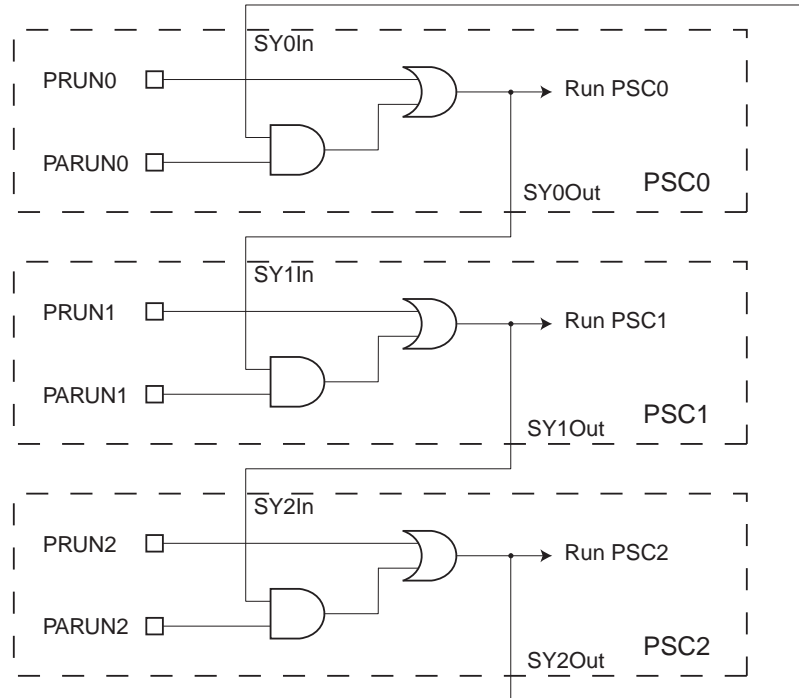 SY0In
PRUN0
Run PSC0
PARUN0
PSC0
SY0Out
SY1In
PRUN1
Run PSC1
PARUN1
PSC1
SY1Out
SY2In
PRUN2
Run PSC2
PARUN2
PSC2
SY2Out